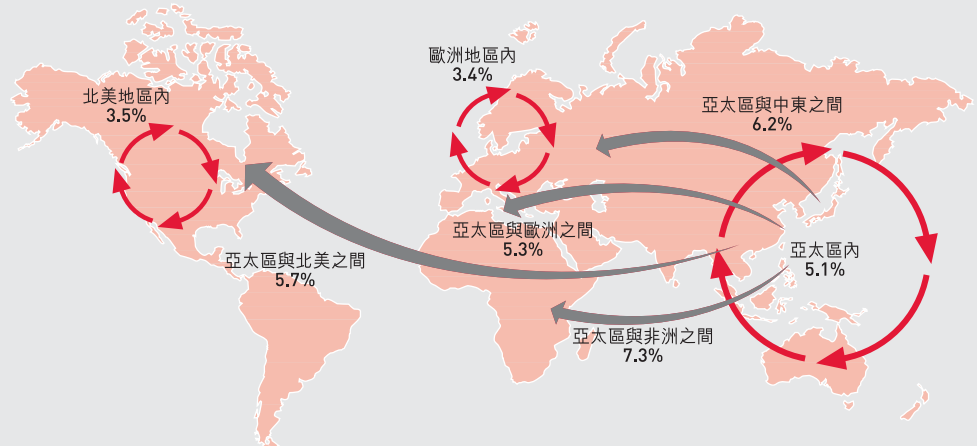 北美地區內
3.5%
歐洲地區內
3.4%
亞太區與中東之間
6.2%
亞太區與北美之間
5.7%
亞太區與歐洲之間
5.3%
亞太區內
5.1%
亞太區與非洲之間
7.3%